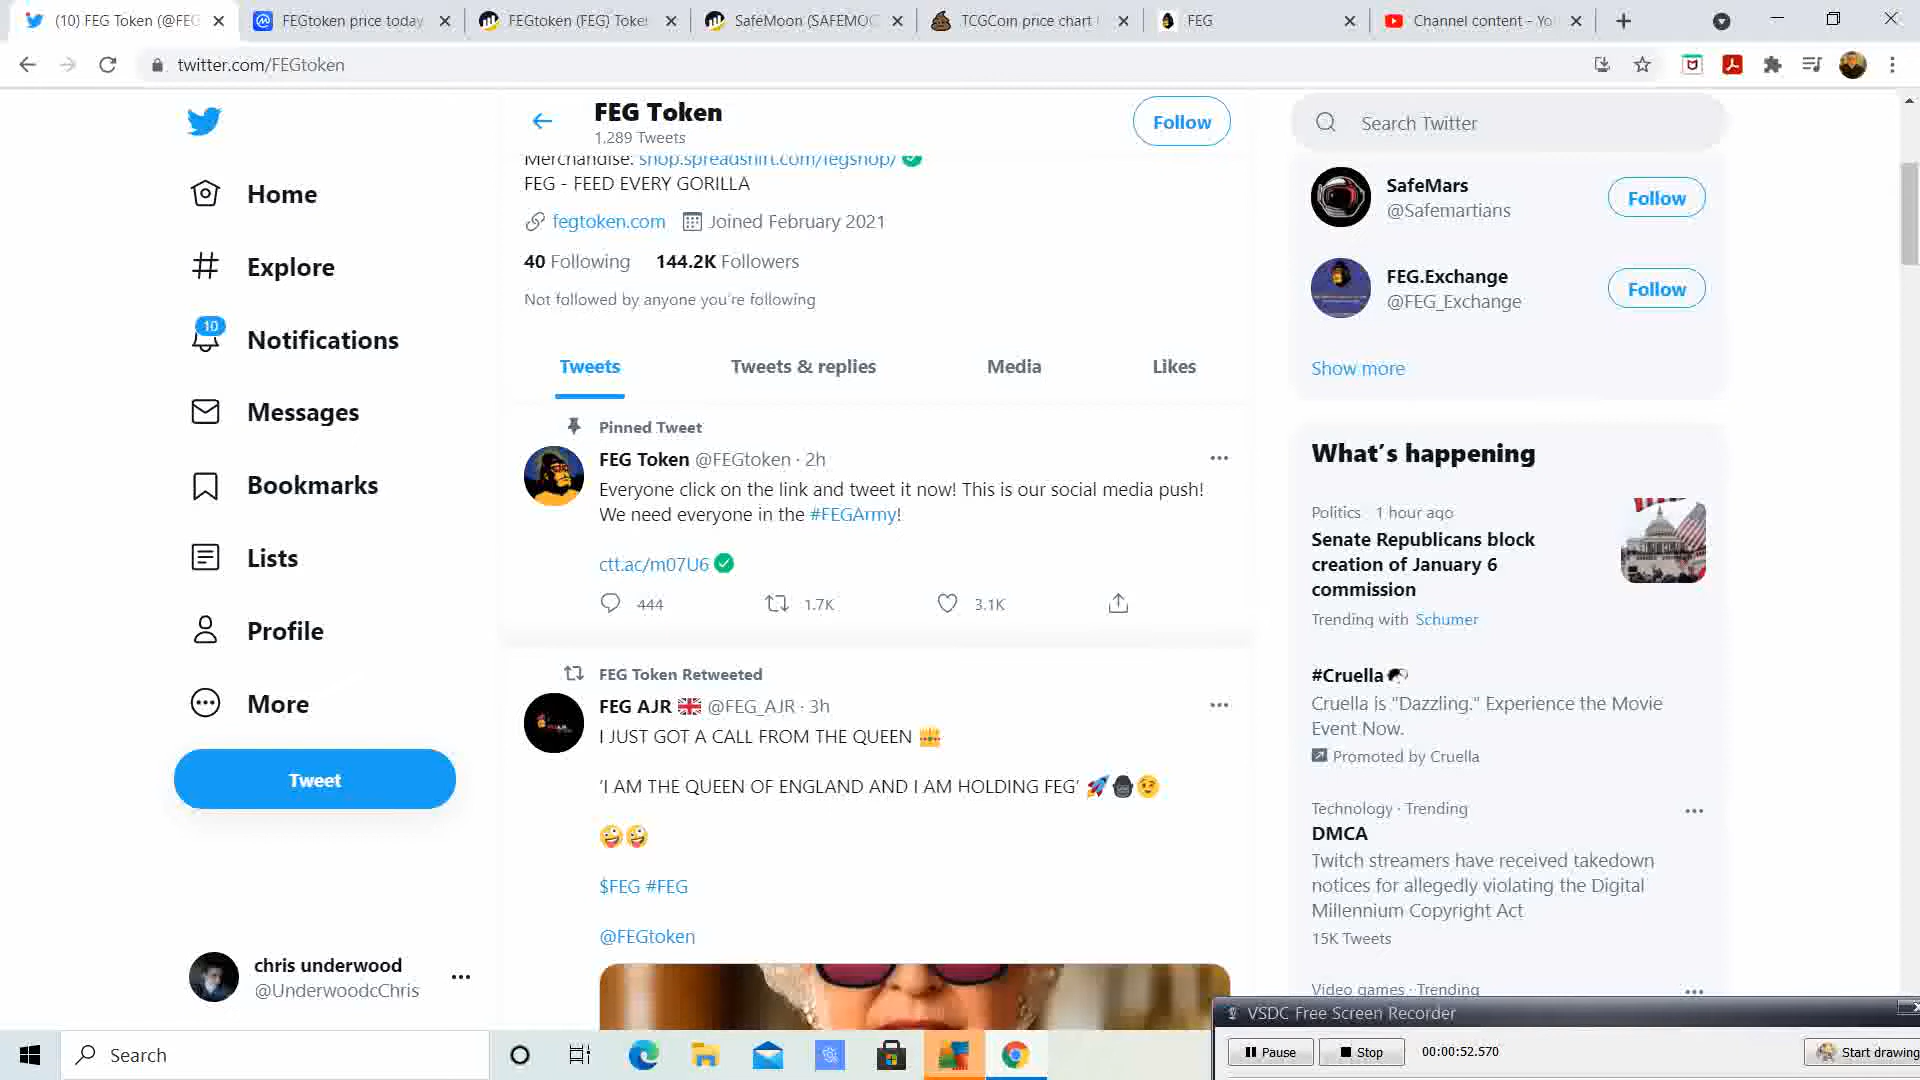 (10) FEG Token (@FEG
FEGtoken price today
FEGtoken (FEG) Toke
SafeMoon (SAFEMOO
TCGCoin price chart
FEG
Channel content - Yo
twitter.com/FEGtoken
FEG Token
1,289 Tweets
Follow
Search Twitter
Merchandise: shop.spreadshirt.com/fegshop/
FEG - FEED EVERY GORILLA
fegtoken.com
Joined February 2021
40 Following
144.2K Followers
Not followed by anyone you're following
Home
Explore
10
Notifications
Messages
Bookmarks
Lists
Profile
More
Tweet
chris underwood
@UnderwoodcChris
Tweets
Tweets & replies
Media
Likes
Pinned Tweet
FEG Token @FEGtoken · 2h
Everyone click on the link and tweet it now! This is our social media push!
We need everyone in the #FEGArmy!
ctt.ac/m07U6
444
1.7K
3.1K
FEG Token Retweeted
FEG AJR @FEG_AJR · 3h
I JUST GOT A CALL FROM THE QUEEN
'I AM THE QUEEN OF ENGLAND AND I AM HOLDING FEG'
$FEG #FEG
@FEGtoken
SafeMars
@Safemartians
Follow
FEG.Exchange
@FEG_Exchange
Follow
Show more
What's happening
Politics · 1 hour ago
Senate Republicans block
creation of January 6
commission
Trending with Schumer
#Cruella
Cruella is "Dazzling." Experience the Movie
Event Now.
Promoted by Cruella
Technology · Trending
DMCA
Twitch streamers have received takedown
notices for allegedly violating the Digital
Millennium Copyright Act
15K Tweets
Video games · Trending
VSDC Free Screen Recorder
Pause
Stop
00:00:52.570
Start drawing
Search